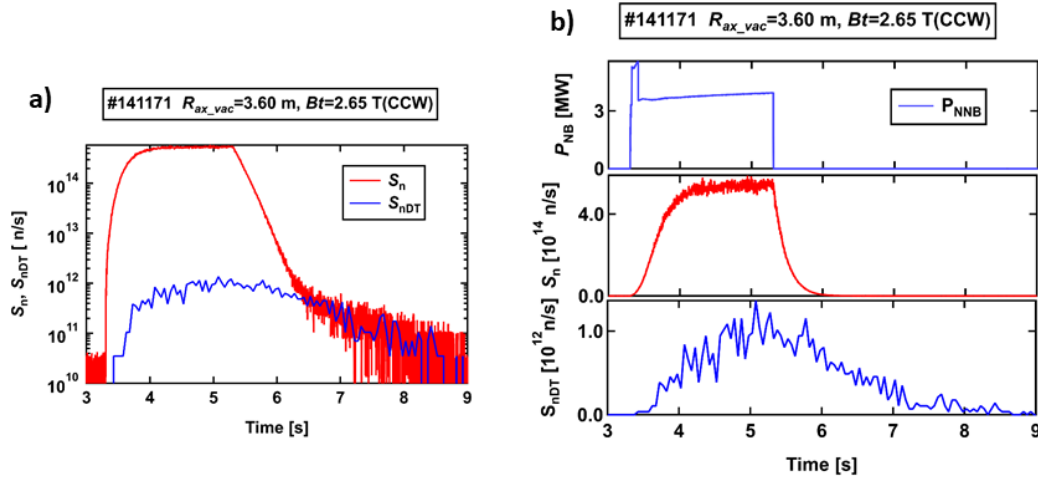 a)
#141171 R_ax_vac=3.60 m, Bt=2.65 T(CCW)
S_n, S_nDT [ n/s]
10^14
10^13
10^12
10^11
10^10
S_n
S_nDT
3 4 5 6 7 8 9
Time [s]
b)
#141171 R_ax_vac=3.60 m, Bt=2.65 T(CCW)
P_NB [MW]
3
0
P_NNB
S_n [10^14 n/s]
4.0
0.0
S_nDT [10^12 n/s]
1.0
0.0
3 4 5 6 7 8 9
Time [s]